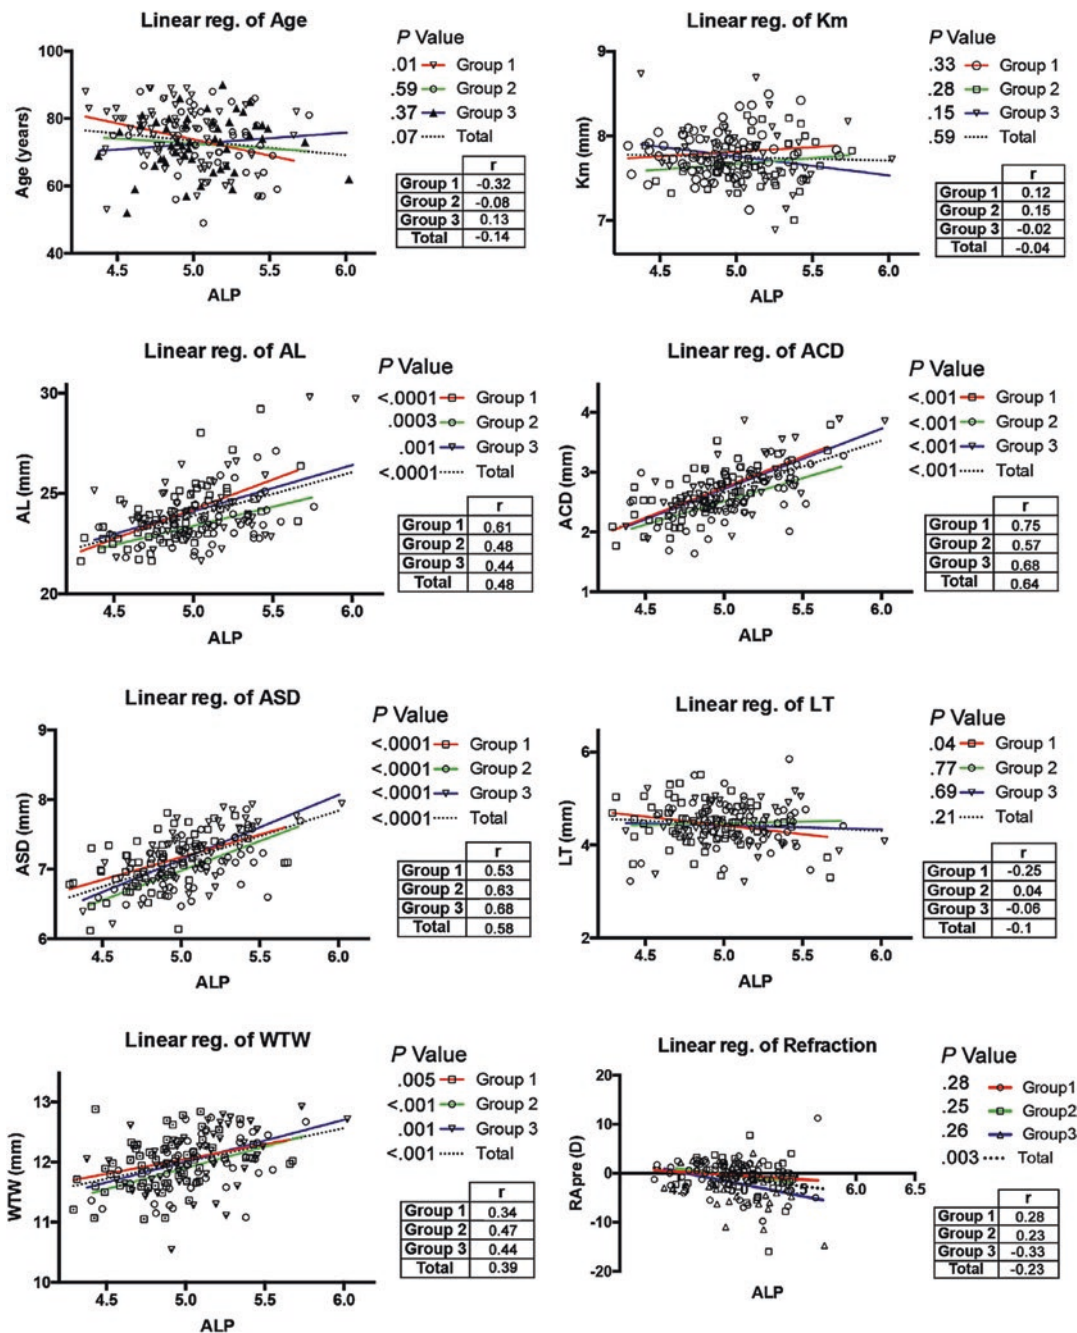 Linear reg. of Age
P Value
.01 Group 1
.59 Group 2
.37 Group 3
.07 Total
r
Group 1 -0.32
Group 2 -0.08
Group 3 0.13
Total -0.14
Age (years)
100
80
60
40
4.5 5.0 5.5 6.0
ALP
Linear reg. of Km
P Value
.33 Group 1
.28 Group 2
.15 Group 3
.59 Total
r
Group 1 0.12
Group 2 0.15
Group 3 -0.02
Total -0.04
Km (mm)
9
8
7
4.5 5.0 5.5 6.0
ALP
Linear reg. of AL
P Value
<.0001 Group 1
.0003 Group 2
.001 Group 3
<.0001 Total
r
Group 1 0.61
Group 2 0.48
Group 3 0.44
Total 0.48
AL (mm)
30
25
20
4.5 5.0 5.5 6.0
ALP
Linear reg. of ACD
P Value
<.001 Group 1
<.001 Group 2
<.001 Group 3
<.001 Total
r
Group 1 0.75
Group 2 0.57
Group 3 0.68
Total 0.64
ACD (mm)
4
3
2
1
4.5 5.0 5.5 6.0
ALP
Linear reg. of ASD
P Value
<.0001 Group 1
<.0001 Group 2
<.0001 Group 3
<.0001 Total
r
Group 1 0.53
Group 2 0.63
Group 3 0.68
Total 0.58
ASD (mm)
9
8
7
6
4.5 5.0 5.5 6.0
ALP
Linear reg. of LT
P Value
.04 Group 1
.77 Group 2
.69 Group 3
.21 Total
r
Group 1 -0.25
Group 2 0.04
Group 3 -0.06
Total -0.1
LT (mm)
6
4
2
4.5 5.0 5.5 6.0
ALP
Linear reg. of WTW
P Value
.005 Group 1
<.001 Group 2
.001 Group 3
<.001 Total
r
Group 1 0.34
Group 2 0.47
Group 3 0.44
Total 0.39
WTW (mm)
13
12
11
10
4.5 5.0 5.5 6.0
ALP
Linear reg. of Refraction
P Value
.28 Group1
.25 Group2
.26 Group3
.003 Total
r
Group 1 0.28
Group 2 0.23
Group 3 -0.33
Total -0.23
RApre (D)
20
10
0
-10
-20
6.0 6.5
ALP